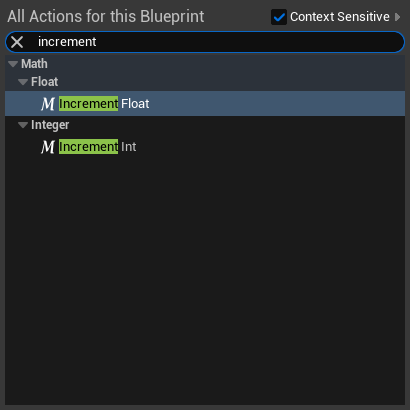 All Actions for this Blueprint
Context Sensitive
increment
Math
Float
Increment Float
Integer
Increment Int